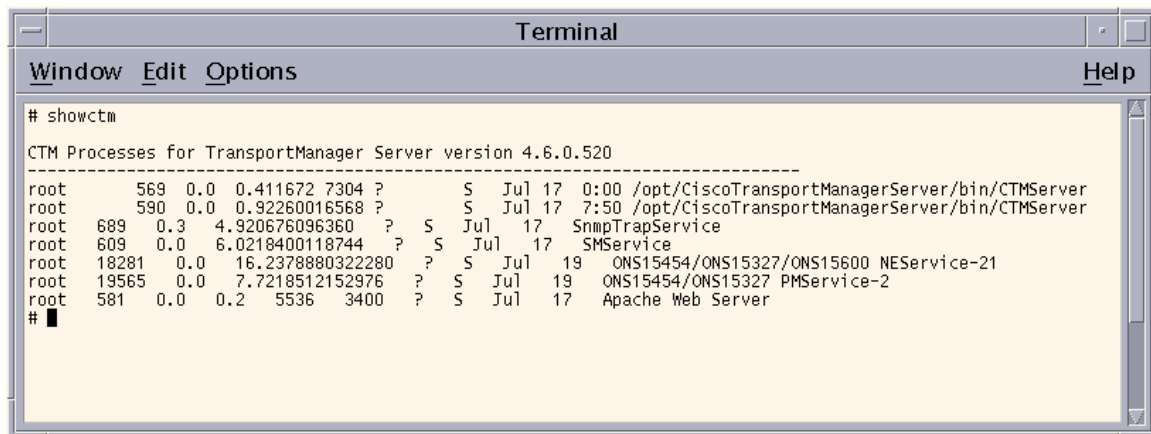 Terminal
Window Edit Options Help
# showctm
CTM Processes for TransportManager Server version 4.6.0.520
-----------------------------------------------------------------------------
root 569 0.0 0.411672 7304 ? S Jul 17 0:00 /opt/CiscoTransportManagerServer/bin/CTMServer
root 590 0.0 0.92260016568 ? S Jul 17 7:50 /opt/CiscoTransportManagerServer/bin/CTMServer
root 689 0.3 4.920676096360 ? S Jul 17 SnmpTrapService
root 609 0.0 6.0218400118744 ? S Jul 17 SMService
root 18281 0.0 16.2378880322280 ? S Jul 19 ONS15454/ONS15327/ONS15600 NEService-21
root 19565 0.0 7.7218512152976 ? S Jul 19 ONS15454/ONS15327 PMService-2
root 581 0.0 0.2 5536 3400 ? S Jul 17 Apache Web Server
#